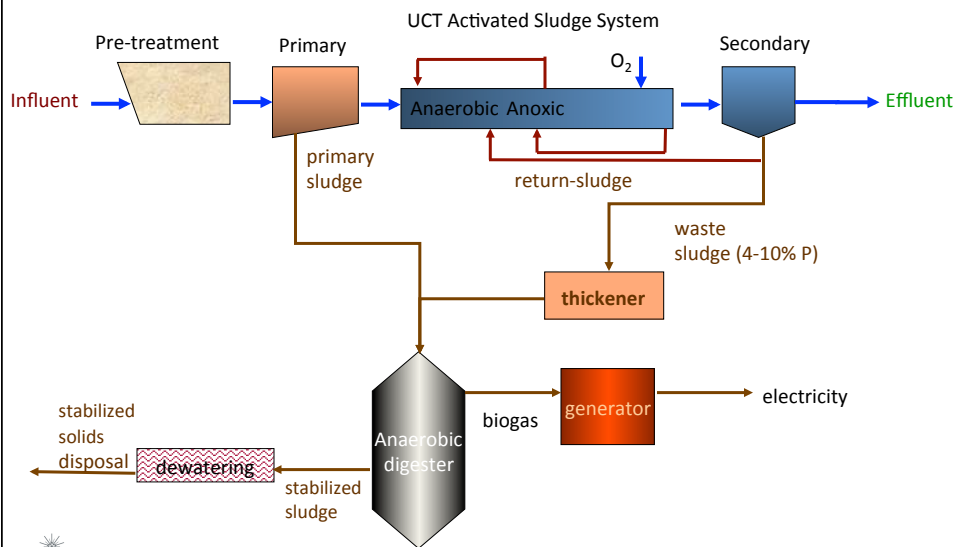 UCT Activated Sludge System
Pre-treatment
Primary
Secondary
O₂
Influent
Anaerobic Anoxic
Effluent
primary
sludge
return-sludge
waste
sludge (4-10% P)
thickener
stabilized
solids
disposal
dewatering
stabilized
sludge
Anaerobic
digester
biogas
generator
electricity